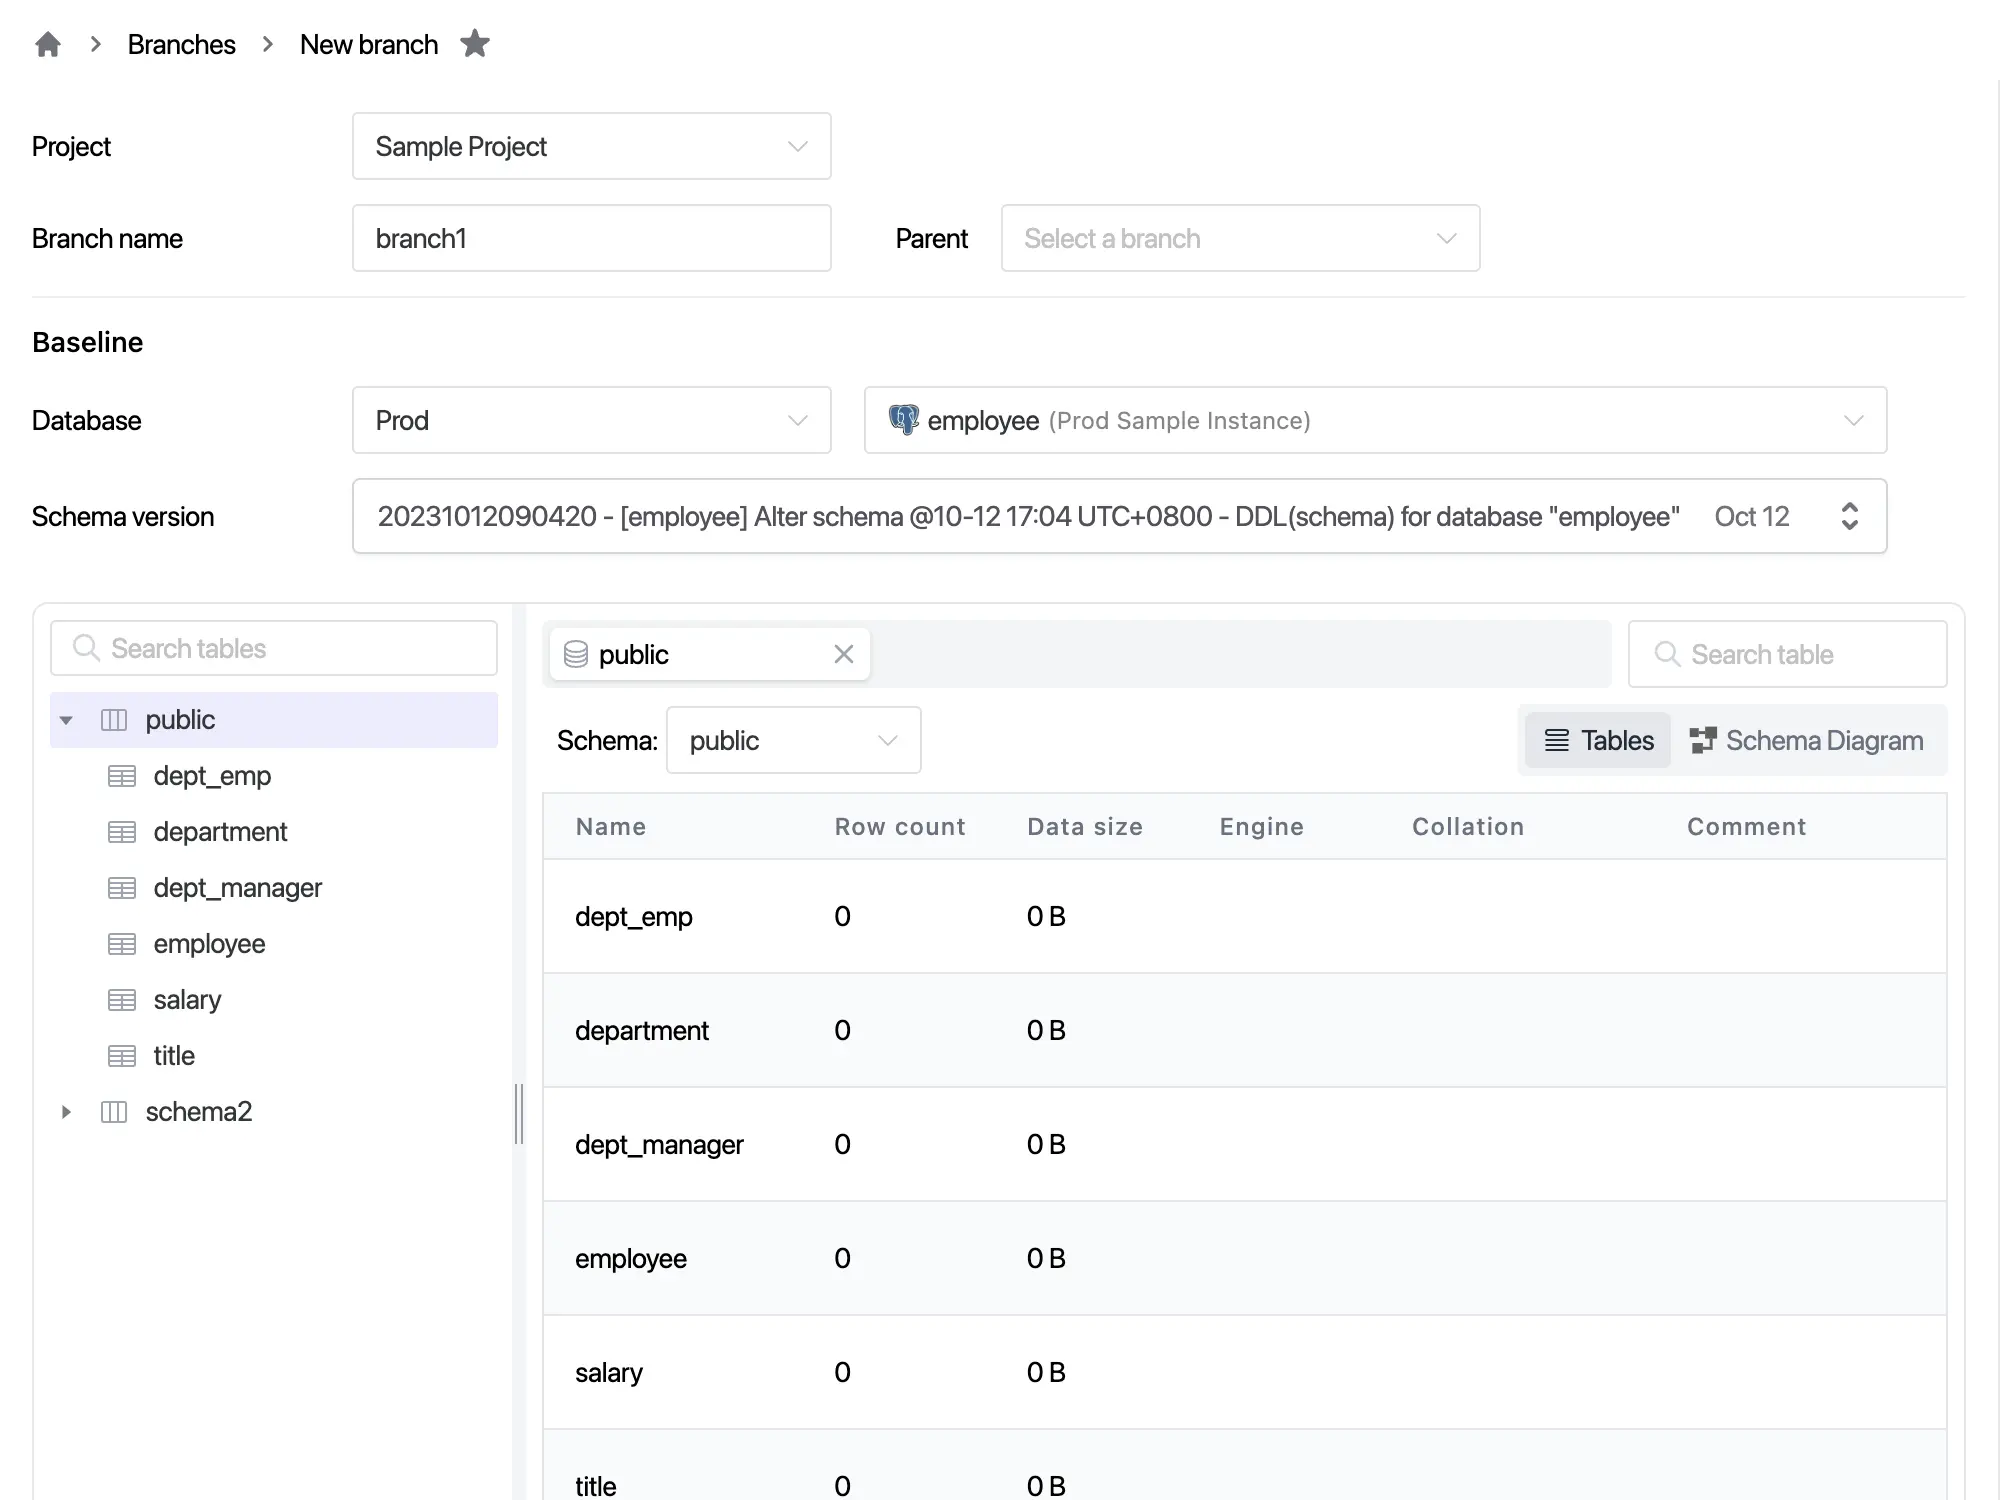 Branches > New branch
Project Sample Project
Branch name branch1 Parent Select a branch
Baseline
Database Prod employee (Prod Sample Instance)
Schema version 20231012090420 - [employee] Alter schema @10-12 17:04 UTC+0800 - DDL(schema) for database "employee" Oct 12
Search tables
public
dept_emp
department
dept_manager
employee
salary
title
schema2
public
Search table
Schema: public Tables Schema Diagram
Name Row count Data size Engine Collation Comment
dept_emp 0 0 B
department 0 0 B
dept_manager 0 0 B
employee 0 0 B
salary 0 0 B
title 0 0 B